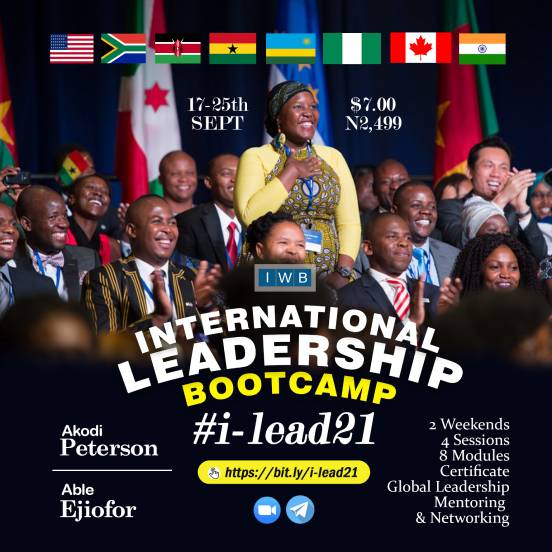 17-25th
SEPT
$7.00
N2,499
IWB
INTERNATIONAL
LEADERSHIP
BOOTCAMP
#i-lead21
https://bit.ly/i-lead21
Akodi
Peterson
Able
Ejiofor
2 Weekends
4 Sessions
8 Modules
Certificate
Global Leadership
Mentoring
& Networking